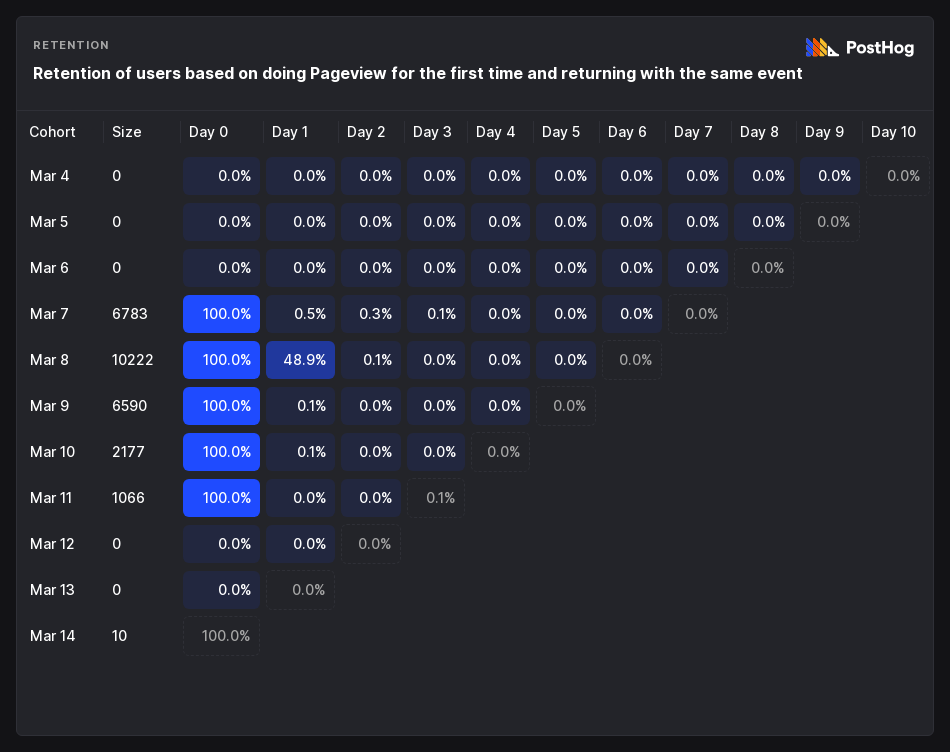 RETENTION
PostHog
Retention of users based on doing Pageview for the first time and returning with the same event
Cohort Size Day 0 Day 1 Day 2 Day 3 Day 4 Day 5 Day 6 Day 7 Day 8 Day 9 Day 10
Mar 4 0 0.0% 0.0% 0.0% 0.0% 0.0% 0.0% 0.0% 0.0% 0.0% 0.0% 0.0%
Mar 5 0 0.0% 0.0% 0.0% 0.0% 0.0% 0.0% 0.0% 0.0% 0.0% 0.0%
Mar 6 0 0.0% 0.0% 0.0% 0.0% 0.0% 0.0% 0.0% 0.0% 0.0%
Mar 7 6783 100.0% 0.5% 0.3% 0.1% 0.0% 0.0% 0.0% 0.0%
Mar 8 10222 100.0% 48.9% 0.1% 0.0% 0.0% 0.0% 0.0%
Mar 9 6590 100.0% 0.1% 0.0% 0.0% 0.0% 0.0%
Mar 10 2177 100.0% 0.1% 0.0% 0.0% 0.0%
Mar 11 1066 100.0% 0.0% 0.0% 0.1%
Mar 12 0 0.0% 0.0% 0.0%
Mar 13 0 0.0% 0.0%
Mar 14 10 100.0%